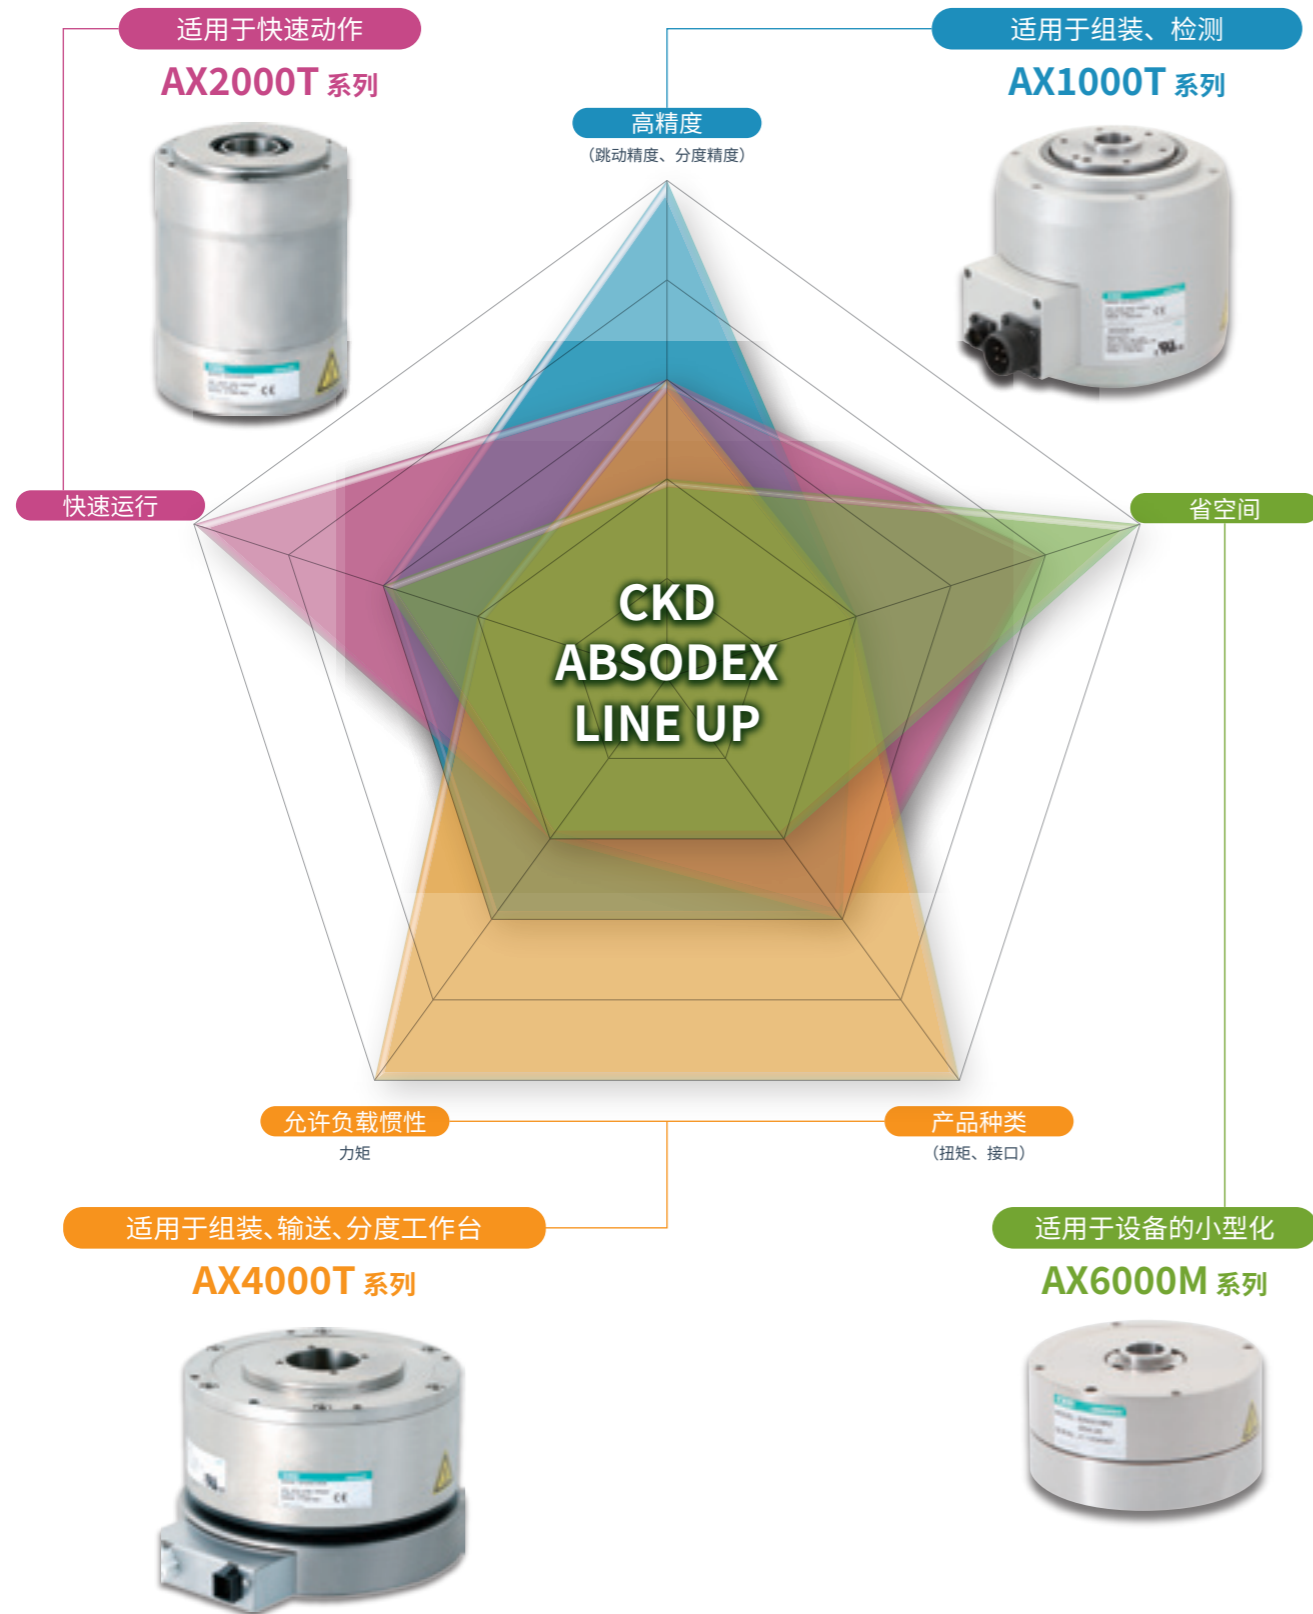 适用于快速动作
AX2000T 系列
适用于组装、检测
AX1000T 系列
高精度
（跳动精度、分度精度）
快速运行
省空间
CKD
ABSODEX
LINE UP
允许负载惯性
力矩
产品种类
（扭矩、接口）
适用于组装、输送、分度工作台
AX4000T 系列
适用于设备的小型化
AX6000M 系列